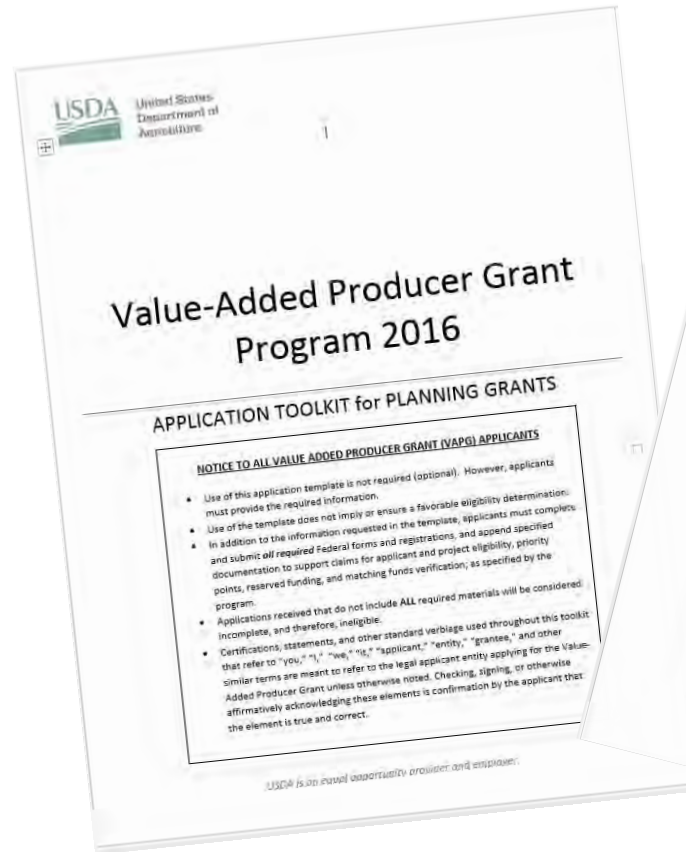 USDA
United States
Department of
Agriculture
Value-Added Producer Grant
Program 2016
APPLICATION TOOLKIT for PLANNING GRANTS
NOTICE TO ALL VALUE ADDED PRODUCER GRANT (VAPG) APPLICANTS
• Use of this application template is not required (optional). However, applicants
must provide the required information.
• Use of the template does not imply or ensure a favorable eligibility determination.
• In addition to the information requested in the template, applicants must complete
and submit all required Federal forms and registrations, and append specified
documentation to support claims for applicant and project eligibility, priority
points, reserved funding, and matching funds verification; as specified by the
program.
• Applications received that do not include ALL required materials will be considered
incomplete, and therefore, ineligible.
• Certifications, statements, and other standard verbiage used throughout this toolkit
that refer to "you," "I," "we," "it," "applicant," "entity," "grantee," and other
similar terms are meant to refer to the legal applicant entity applying for the Value-
Added Producer Grant unless otherwise noted. Checking, signing, or otherwise
affirmatively acknowledging these elements is confirmation by the applicant that
the element is true and correct.
USDA is an equal opportunity provider and employer.